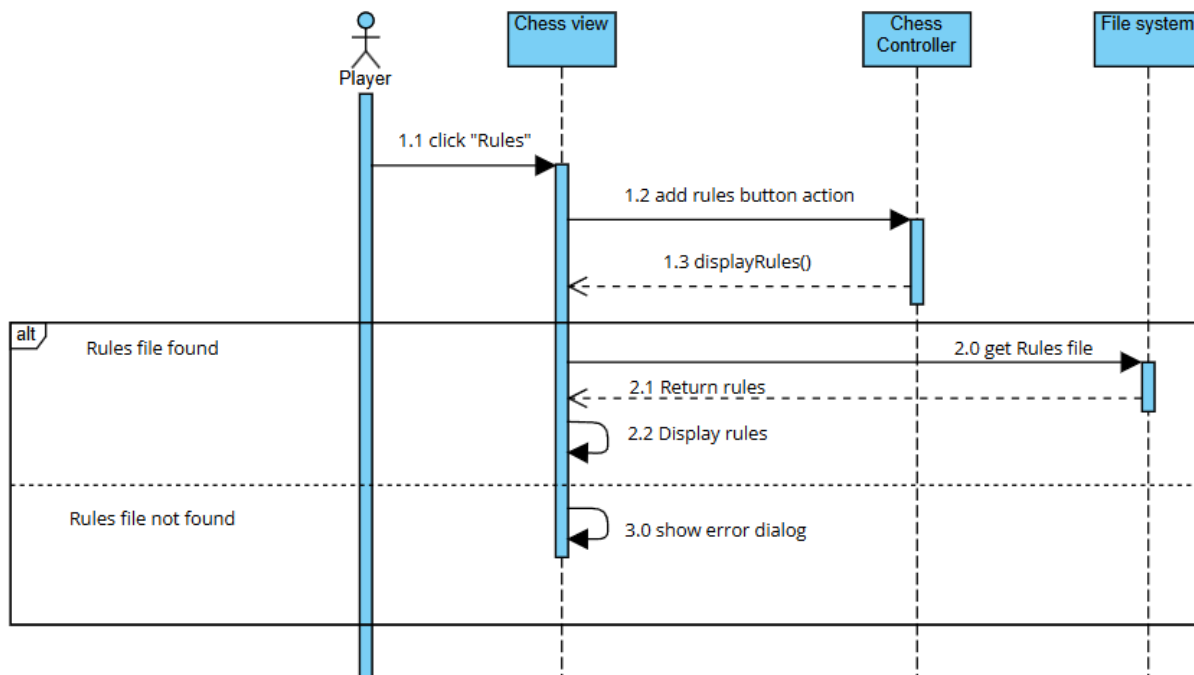 Chess view
Chess
Controller
File system
Player
1.1 click "Rules"
1.2 add rules button action
1.3 displayRules()
alt
Rules file found
2.0 get Rules file
2.1 Return rules
2.2 Display rules
Rules file not found
3.0 show error dialog